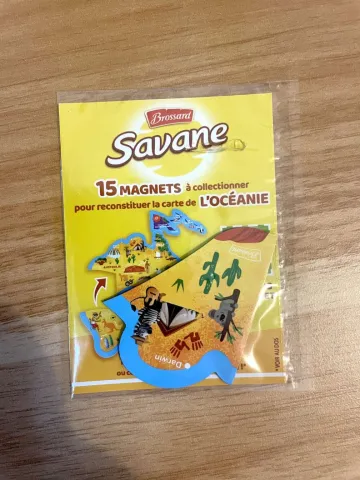 Brossard
Savane
15 MAGNETS à collectionner
pour reconstituer la carte de L'OCÉANIE
Darwin